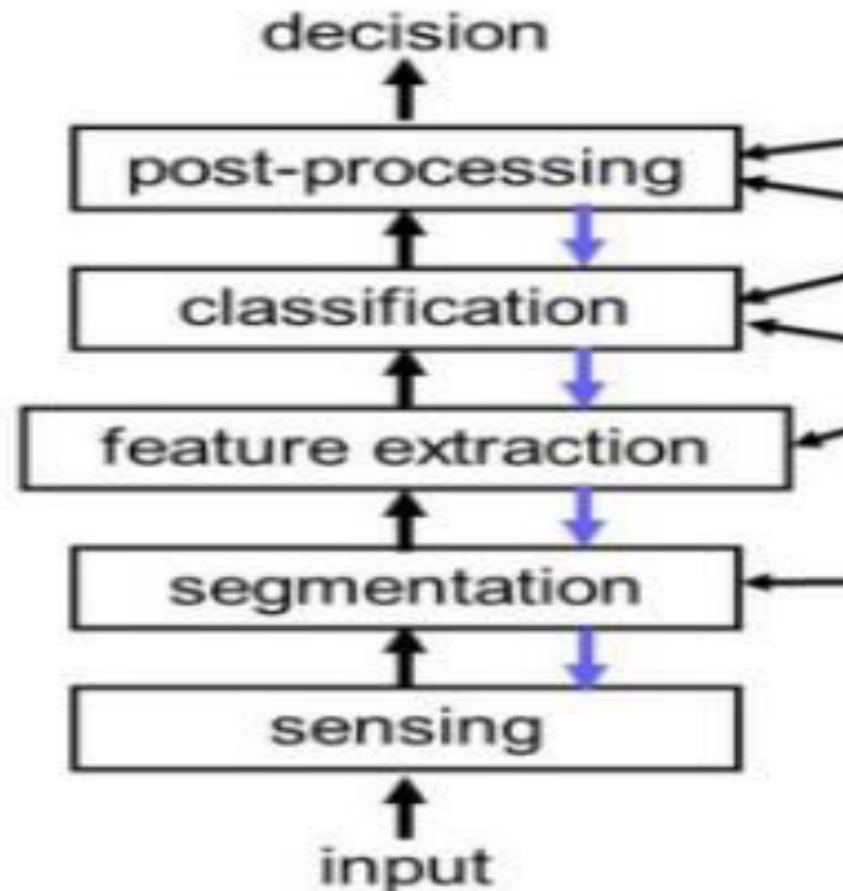 decision
post-processing
classification
feature extraction
segmentation
sensing
input